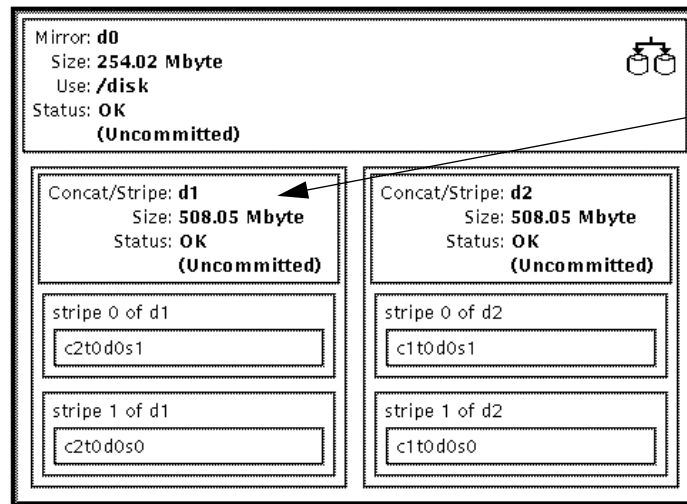 Mirror: d0
Size: 254.02 Mbyte
Use: /disk
Status: OK
(Uncommitted)
Concat/Stripe: d1
Size: 508.05 Mbyte
Status: OK
(Uncommitted)
stripe 0 of d1
c2t0d0s1
stripe 1 of d1
c2t0d0s0
Concat/Stripe: d2
Size: 508.05 Mbyte
Status: OK
(Uncommitted)
stripe 0 of d2
c1t0d0s1
stripe 1 of d2
c1t0d0s0